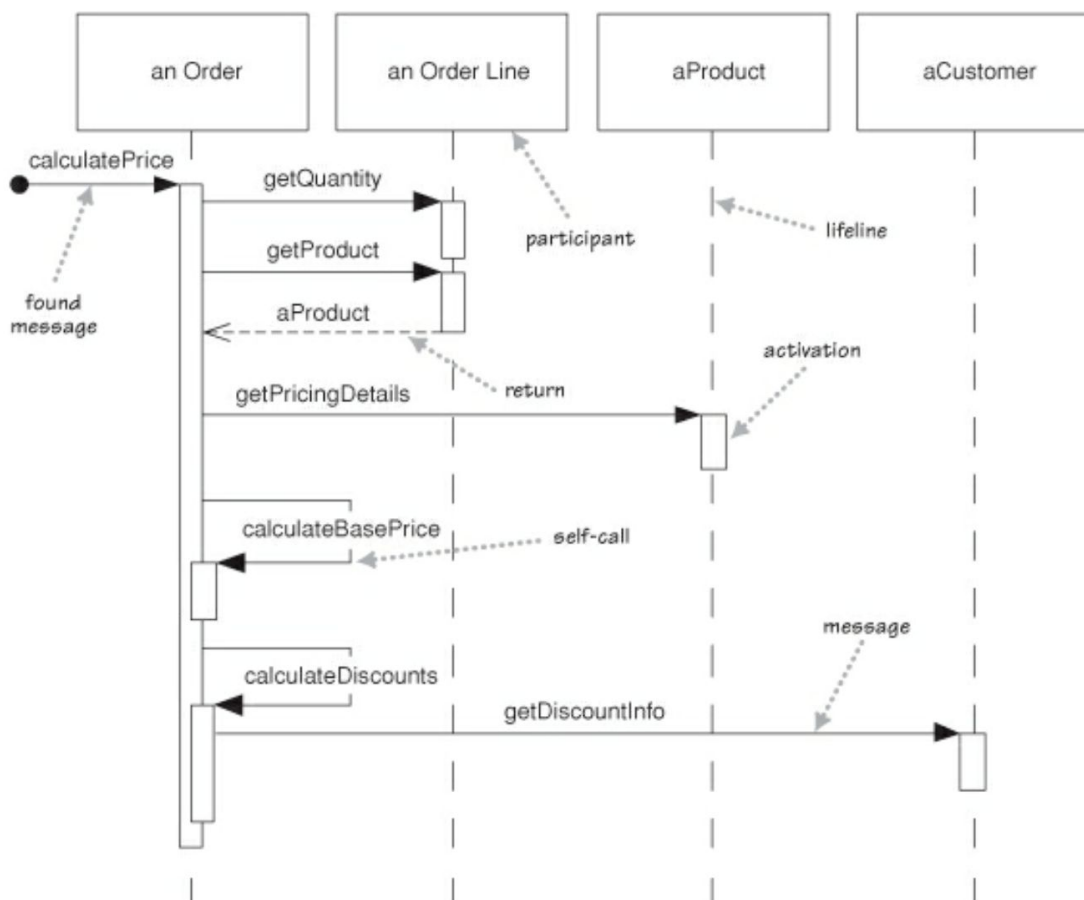 an Order
an Order Line
aProduct
aCustomer
calculatePrice
getQuantity
participant
lifeline
getProduct
found
message
aProduct
activation
return
getPricingDetails
calculateBasePrice
self-call
message
calculateDiscounts
getDiscountInfo